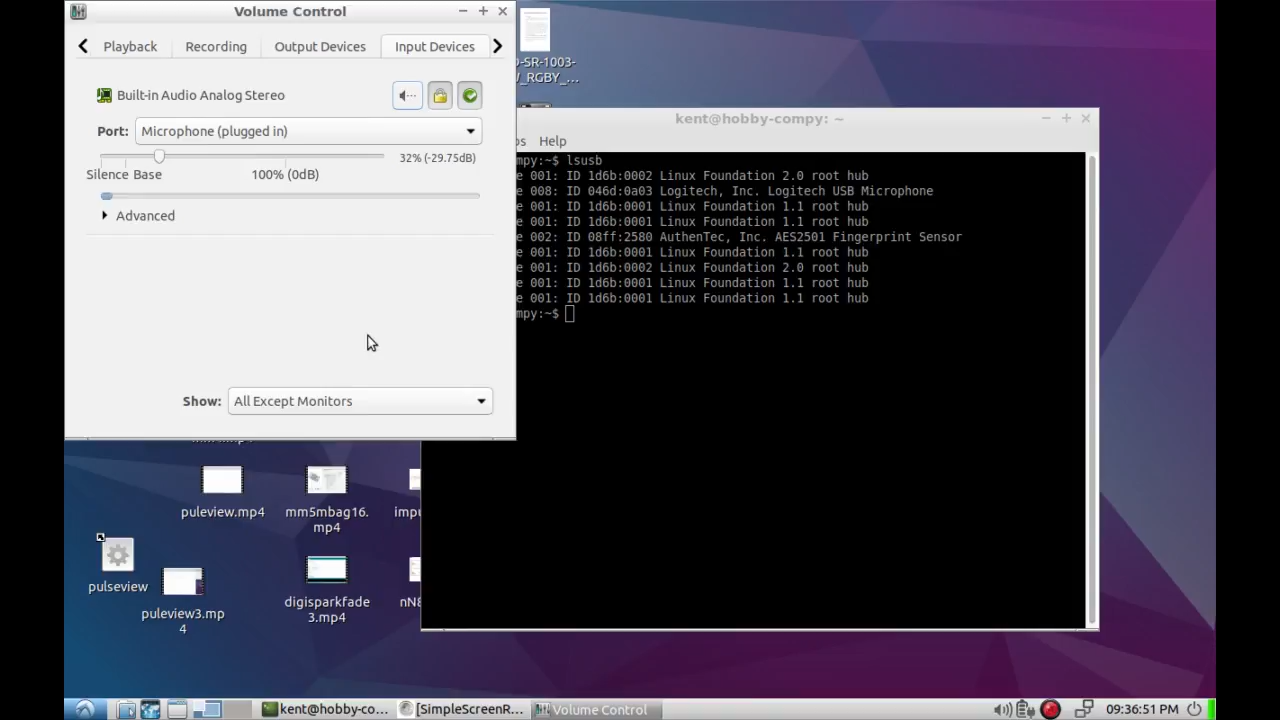 Volume Control
Playback Recording Output Devices Input Devices
Built-in Audio Analog Stereo
Port: Microphone (plugged in)
32% (-29.75dB)
Silence Base 100% (0dB)
Advanced
Show: All Except Monitors
-SR-1003-
_RGBY_...
kent@hobby-compy: ~
Help
mpy:~$ lsusb
e 001: ID 1d6b:0002 Linux Foundation 2.0 root hub
e 008: ID 046d:0a03 Logitech, Inc. Logitech USB Microphone
e 001: ID 1d6b:0001 Linux Foundation 1.1 root hub
e 001: ID 1d6b:0001 Linux Foundation 1.1 root hub
e 002: ID 08ff:2580 AuthenTec, Inc. AES2501 Fingerprint Sensor
e 001: ID 1d6b:0001 Linux Foundation 1.1 root hub
e 001: ID 1d6b:0002 Linux Foundation 2.0 root hub
e 001: ID 1d6b:0001 Linux Foundation 1.1 root hub
e 001: ID 1d6b:0001 Linux Foundation 1.1 root hub
mpy:~$
puleview.mp4
mm5mbag16.
mp4
impu
pulseview
puleview3.mp
4
digisparkfade
3.mp4
nN8
kent@hobby-co... [SimpleScreenR... Volume Control 09:36:51 PM